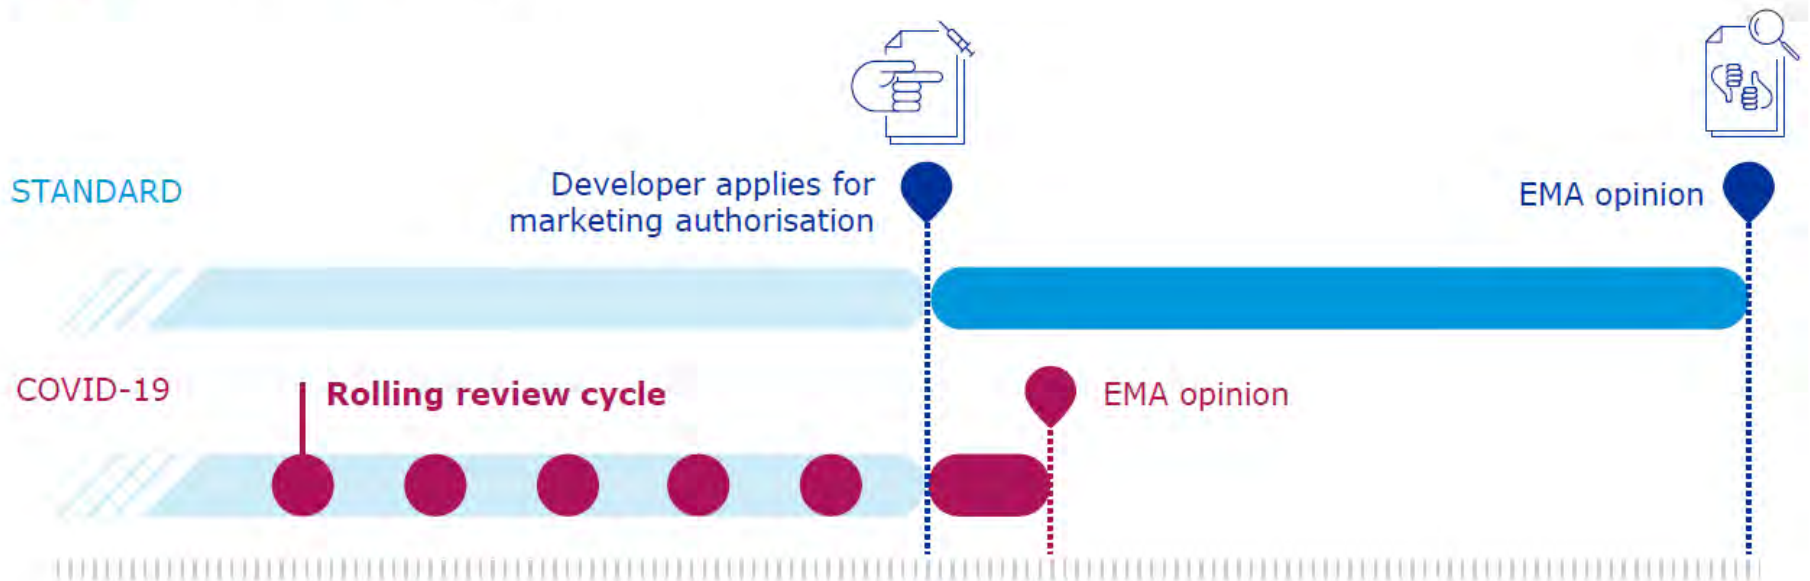 STANDARD
Developer applies for
marketing authorisation
EMA opinion
COVID-19
Rolling review cycle
EMA opinion